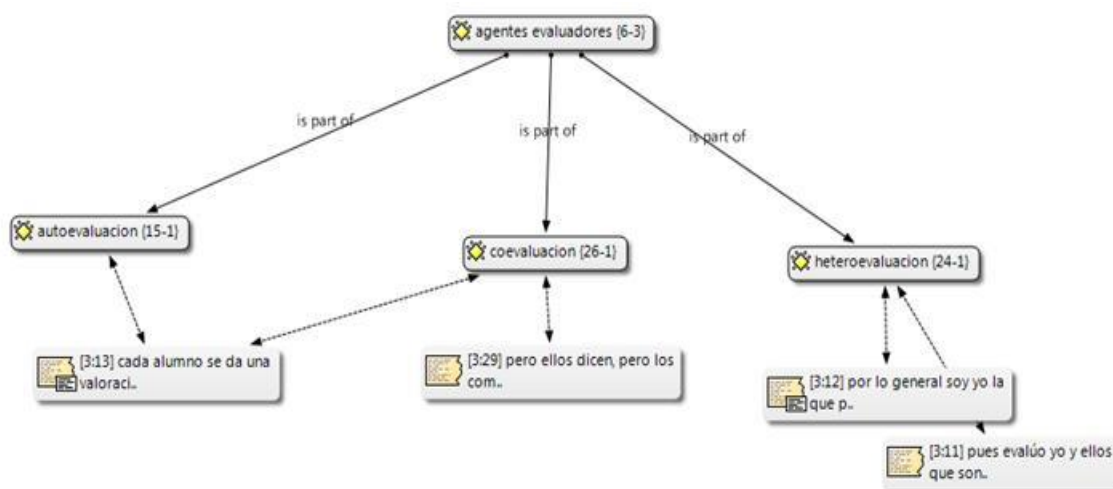 agentes evaluadores {6-3}
is part of
is part of
is part of
autoevaluacion {15-1}
coevaluacion {26-1}
heteroevaluacion {24-1}
[3:13] cada alumno se da una
valoraci..
[3:29] pero ellos dicen, pero los
com..
[3:12] por lo general soy yo la
que p..
[3:11] pues evalúo yo y ellos
que son..